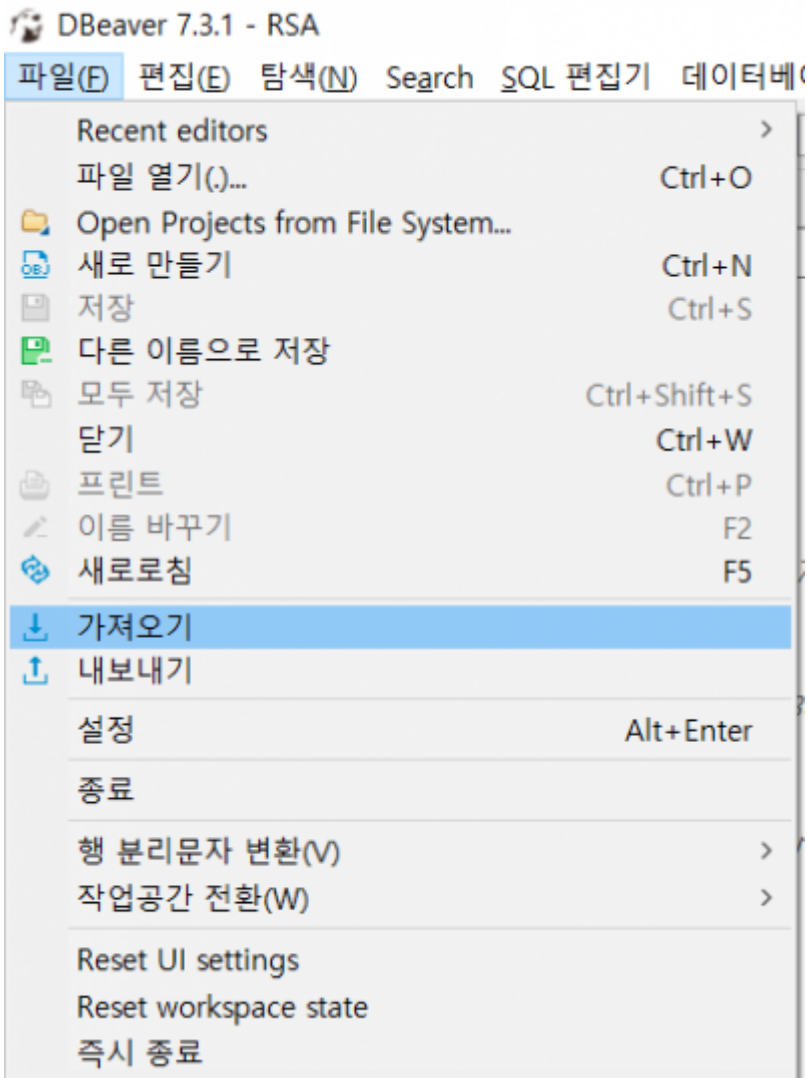 DBeaver 7.3.1 - RSA
파일(F) 편집(E) 탐색(N) Search SQL 편집기 데이터베이
Recent editors
파일 열기(.)... Ctrl+O
Open Projects from File System...
새로 만들기 Ctrl+N
저장 Ctrl+S
다른 이름으로 저장
모두 저장 Ctrl+Shift+S
닫기 Ctrl+W
프린트 Ctrl+P
이름 바꾸기 F2
새로로침 F5
가져오기
내보내기
설정 Alt+Enter
종료
행 분리문자 변환(V)
작업공간 전환(W)
Reset UI settings
Reset workspace state
즉시 종료